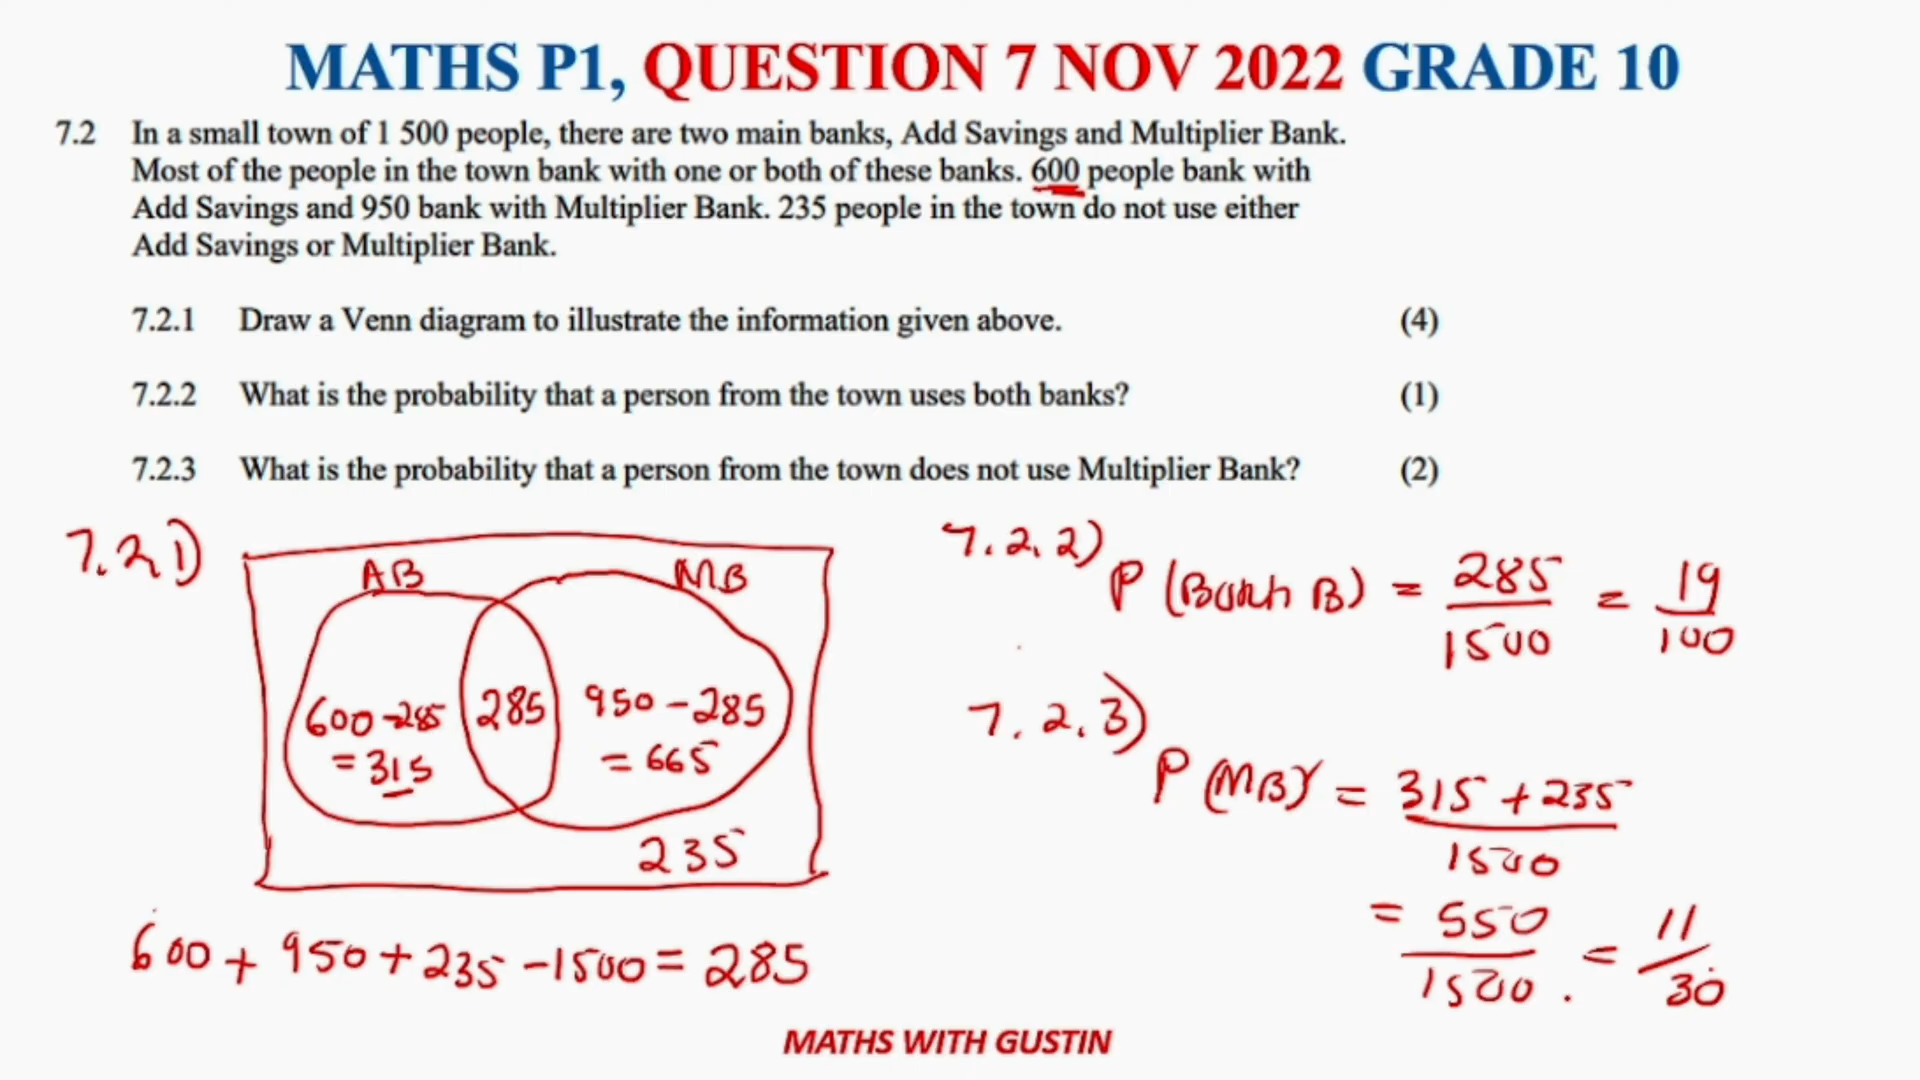 MATHS P1, QUESTION 7 NOV 2022 GRADE 10
7.2 In a small town of 1 500 people, there are two main banks, Add Savings and Multiplier Bank.
Most of the people in the town bank with one or both of these banks. 600 people bank with
Add Savings and 950 bank with Multiplier Bank. 235 people in the town do not use either
Add Savings or Multiplier Bank.
7.2.1 Draw a Venn diagram to illustrate the information given above. (4)
7.2.2 What is the probability that a person from the town uses both banks? (1)
7.2.3 What is the probability that a person from the town does not use Multiplier Bank? (2)
7.2.1)
AB MB
600-285 285 950-285
=315 =665
235
600+950+235-1500=285
7.2.2)
P( B) = 285/1500 = 19/100
7.2.3)
P(MB)' = 315+235/1500
= 550/1500. = 11/30
MATHS WITH GUSTIN